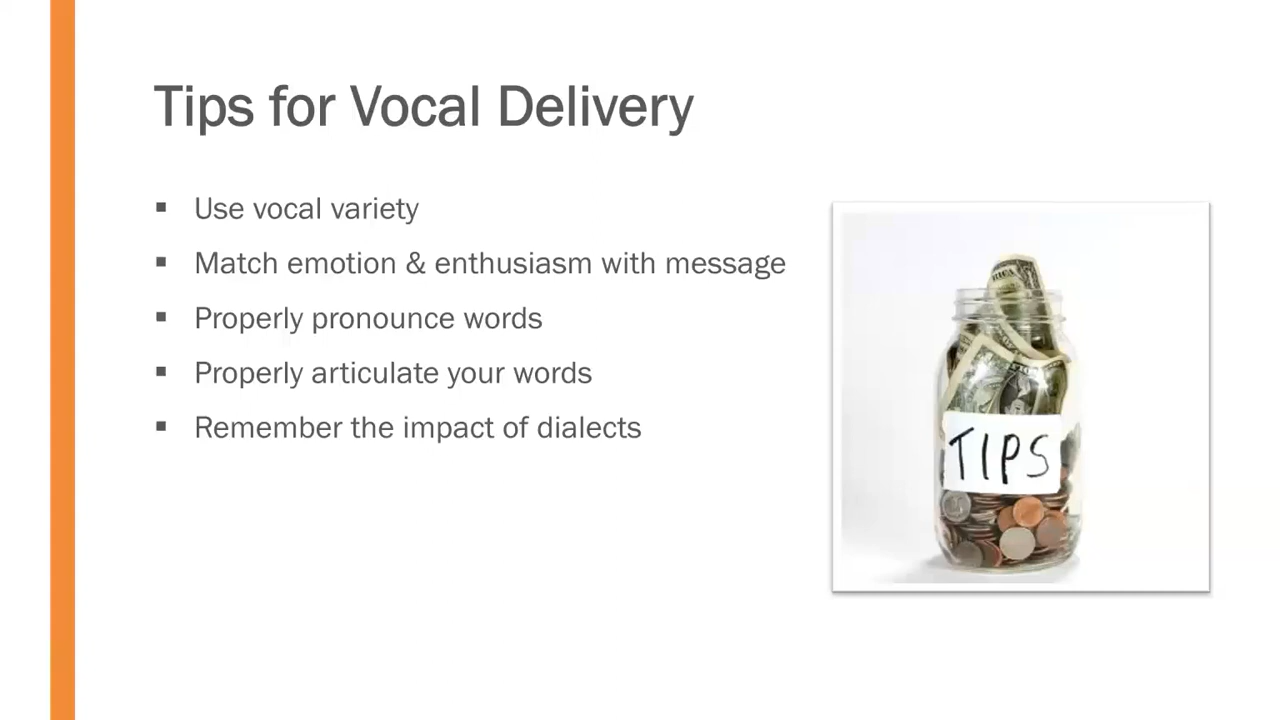 Tips for Vocal Delivery
▪ Use vocal variety
▪ Match emotion & enthusiasm with message
▪ Properly pronounce words
▪ Properly articulate your words
▪ Remember the impact of dialects
TIPS